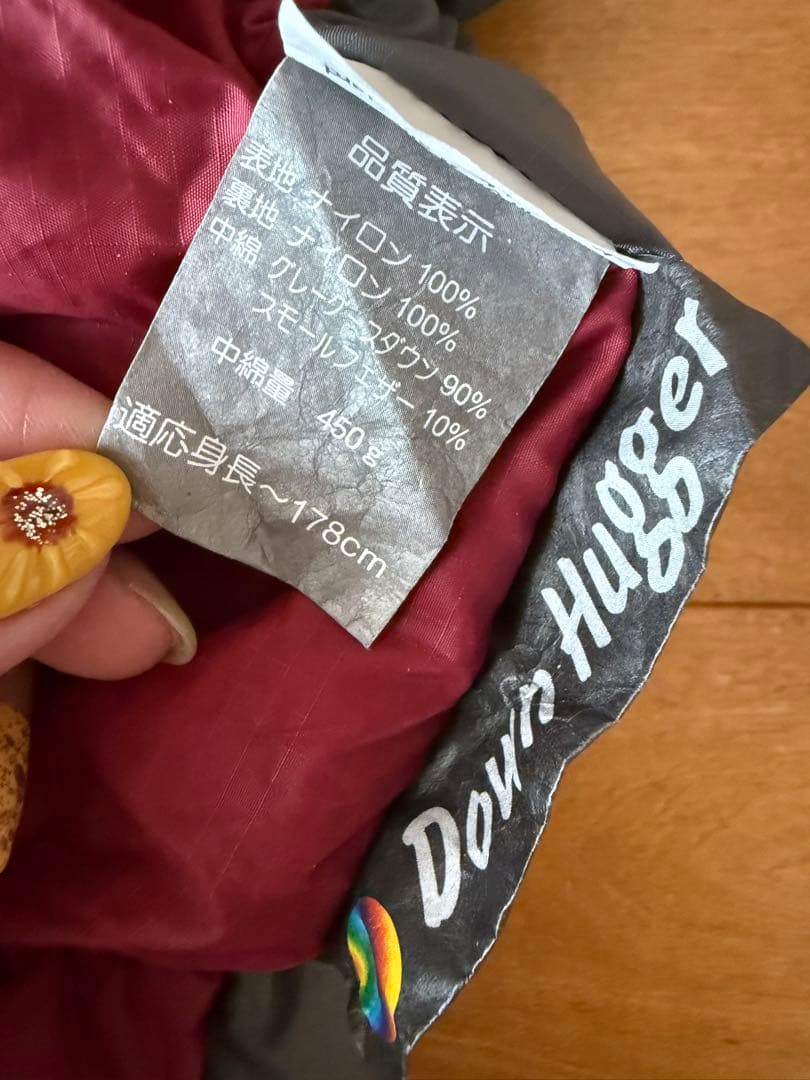 品質表示
表地 ナイロン 100%
裏地 ナイロン 100%
中綿 グレーグースダウン 90%
スモールフェザー 10%
中綿量 450g
適応身長～178cm
Down Hugger